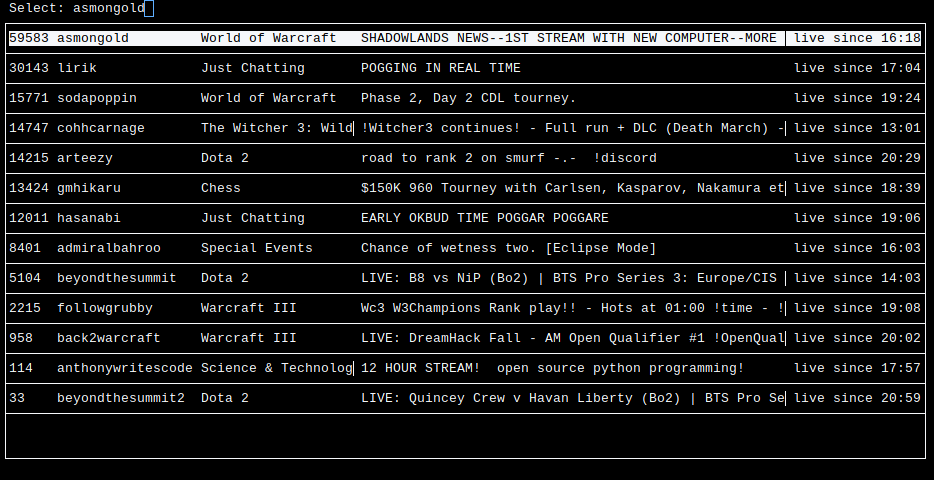 Select: asmongold
59583 asmongold World of Warcraft SHADOWLANDS NEWS--1ST STREAM WITH NEW COMPUTER--MORE live since 16:18
30143 lirik Just Chatting POGGING IN REAL TIME live since 17:04
15771 sodapoppin World of Warcraft Phase 2, Day 2 CDL tourney. live since 19:24
14747 cohhcarnage The Witcher 3: Wild !Witcher3 continues! - Full run + DLC (Death March) - live since 13:01
14215 arteezy Dota 2 road to rank 2 on smurf -.- !discord live since 20:29
13424 gmhikaru Chess $150K 960 Tourney with Carlsen, Kasparov, Nakamura et live since 18:39
12011 hasanabi Just Chatting EARLY OKBUD TIME POGGAR POGGARE live since 19:06
8401 admiralbahroo Special Events Chance of wetness two. [Eclipse Mode] live since 16:03
5104 beyondthesummit Dota 2 LIVE: B8 vs NiP (Bo2) | BTS Pro Series 3: Europe/CIS live since 14:03
2215 followgrubby Warcraft III Wc3 W3Champions Rank play!! - Hots at 01:00 !time - ! live since 19:08
958 back2warcraft Warcraft III LIVE: DreamHack Fall - AM Open Qualifier #1 !OpenQual live since 20:02
114 anthonywritescode Science & Technolog 12 HOUR STREAM! open source python programming! live since 17:57
33 beyondthesummit2 Dota 2 LIVE: Quincey Crew v Havan Liberty (Bo2) | BTS Pro Se live since 20:59